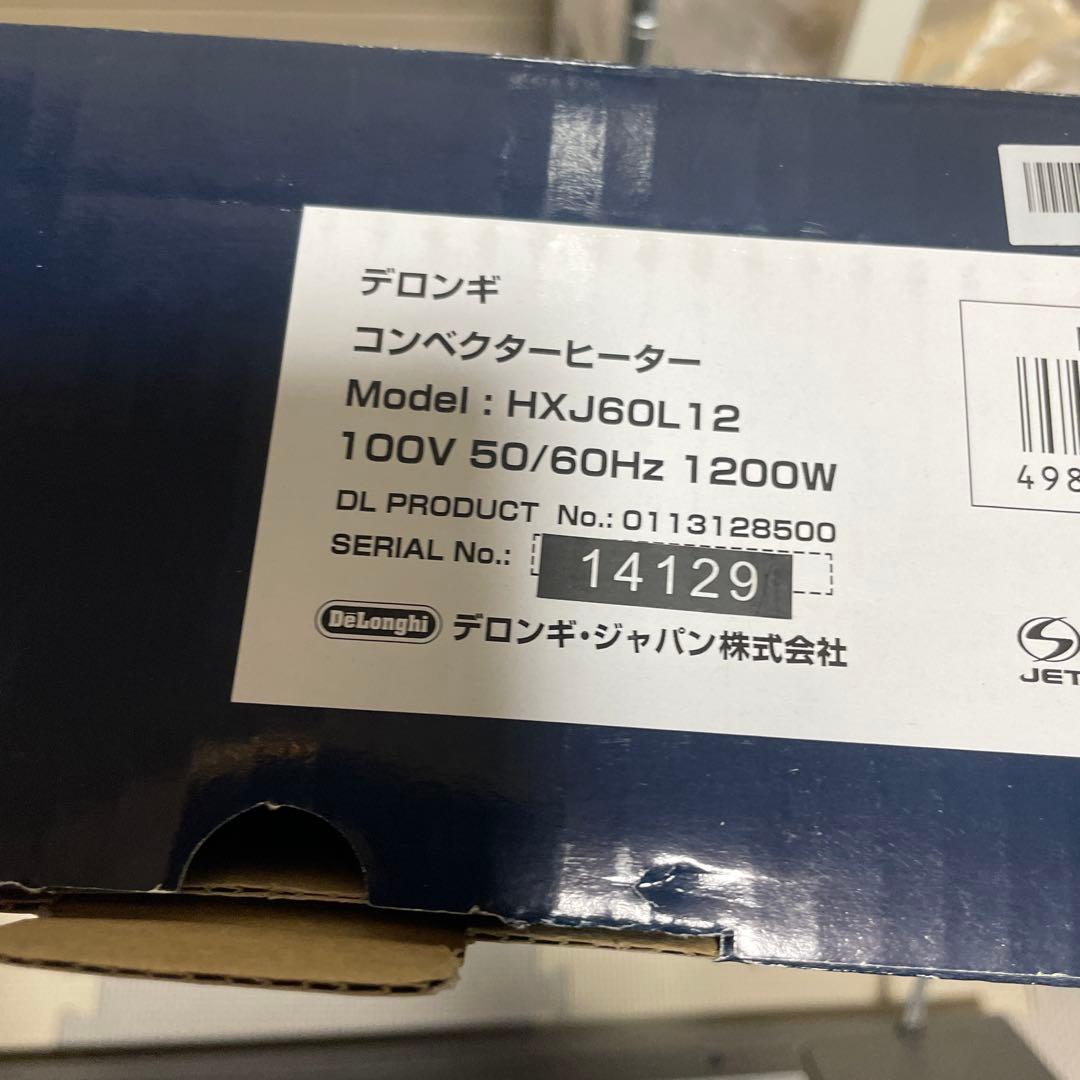 デロンギ
コンベクターヒーター
Model : HXJ60L12
100V 50/60Hz 1200W
DL PRODUCT No.: 0113128500
SERIAL No.: 14129
DeLonghi デロンギ・ジャパン株式会社
498
JET